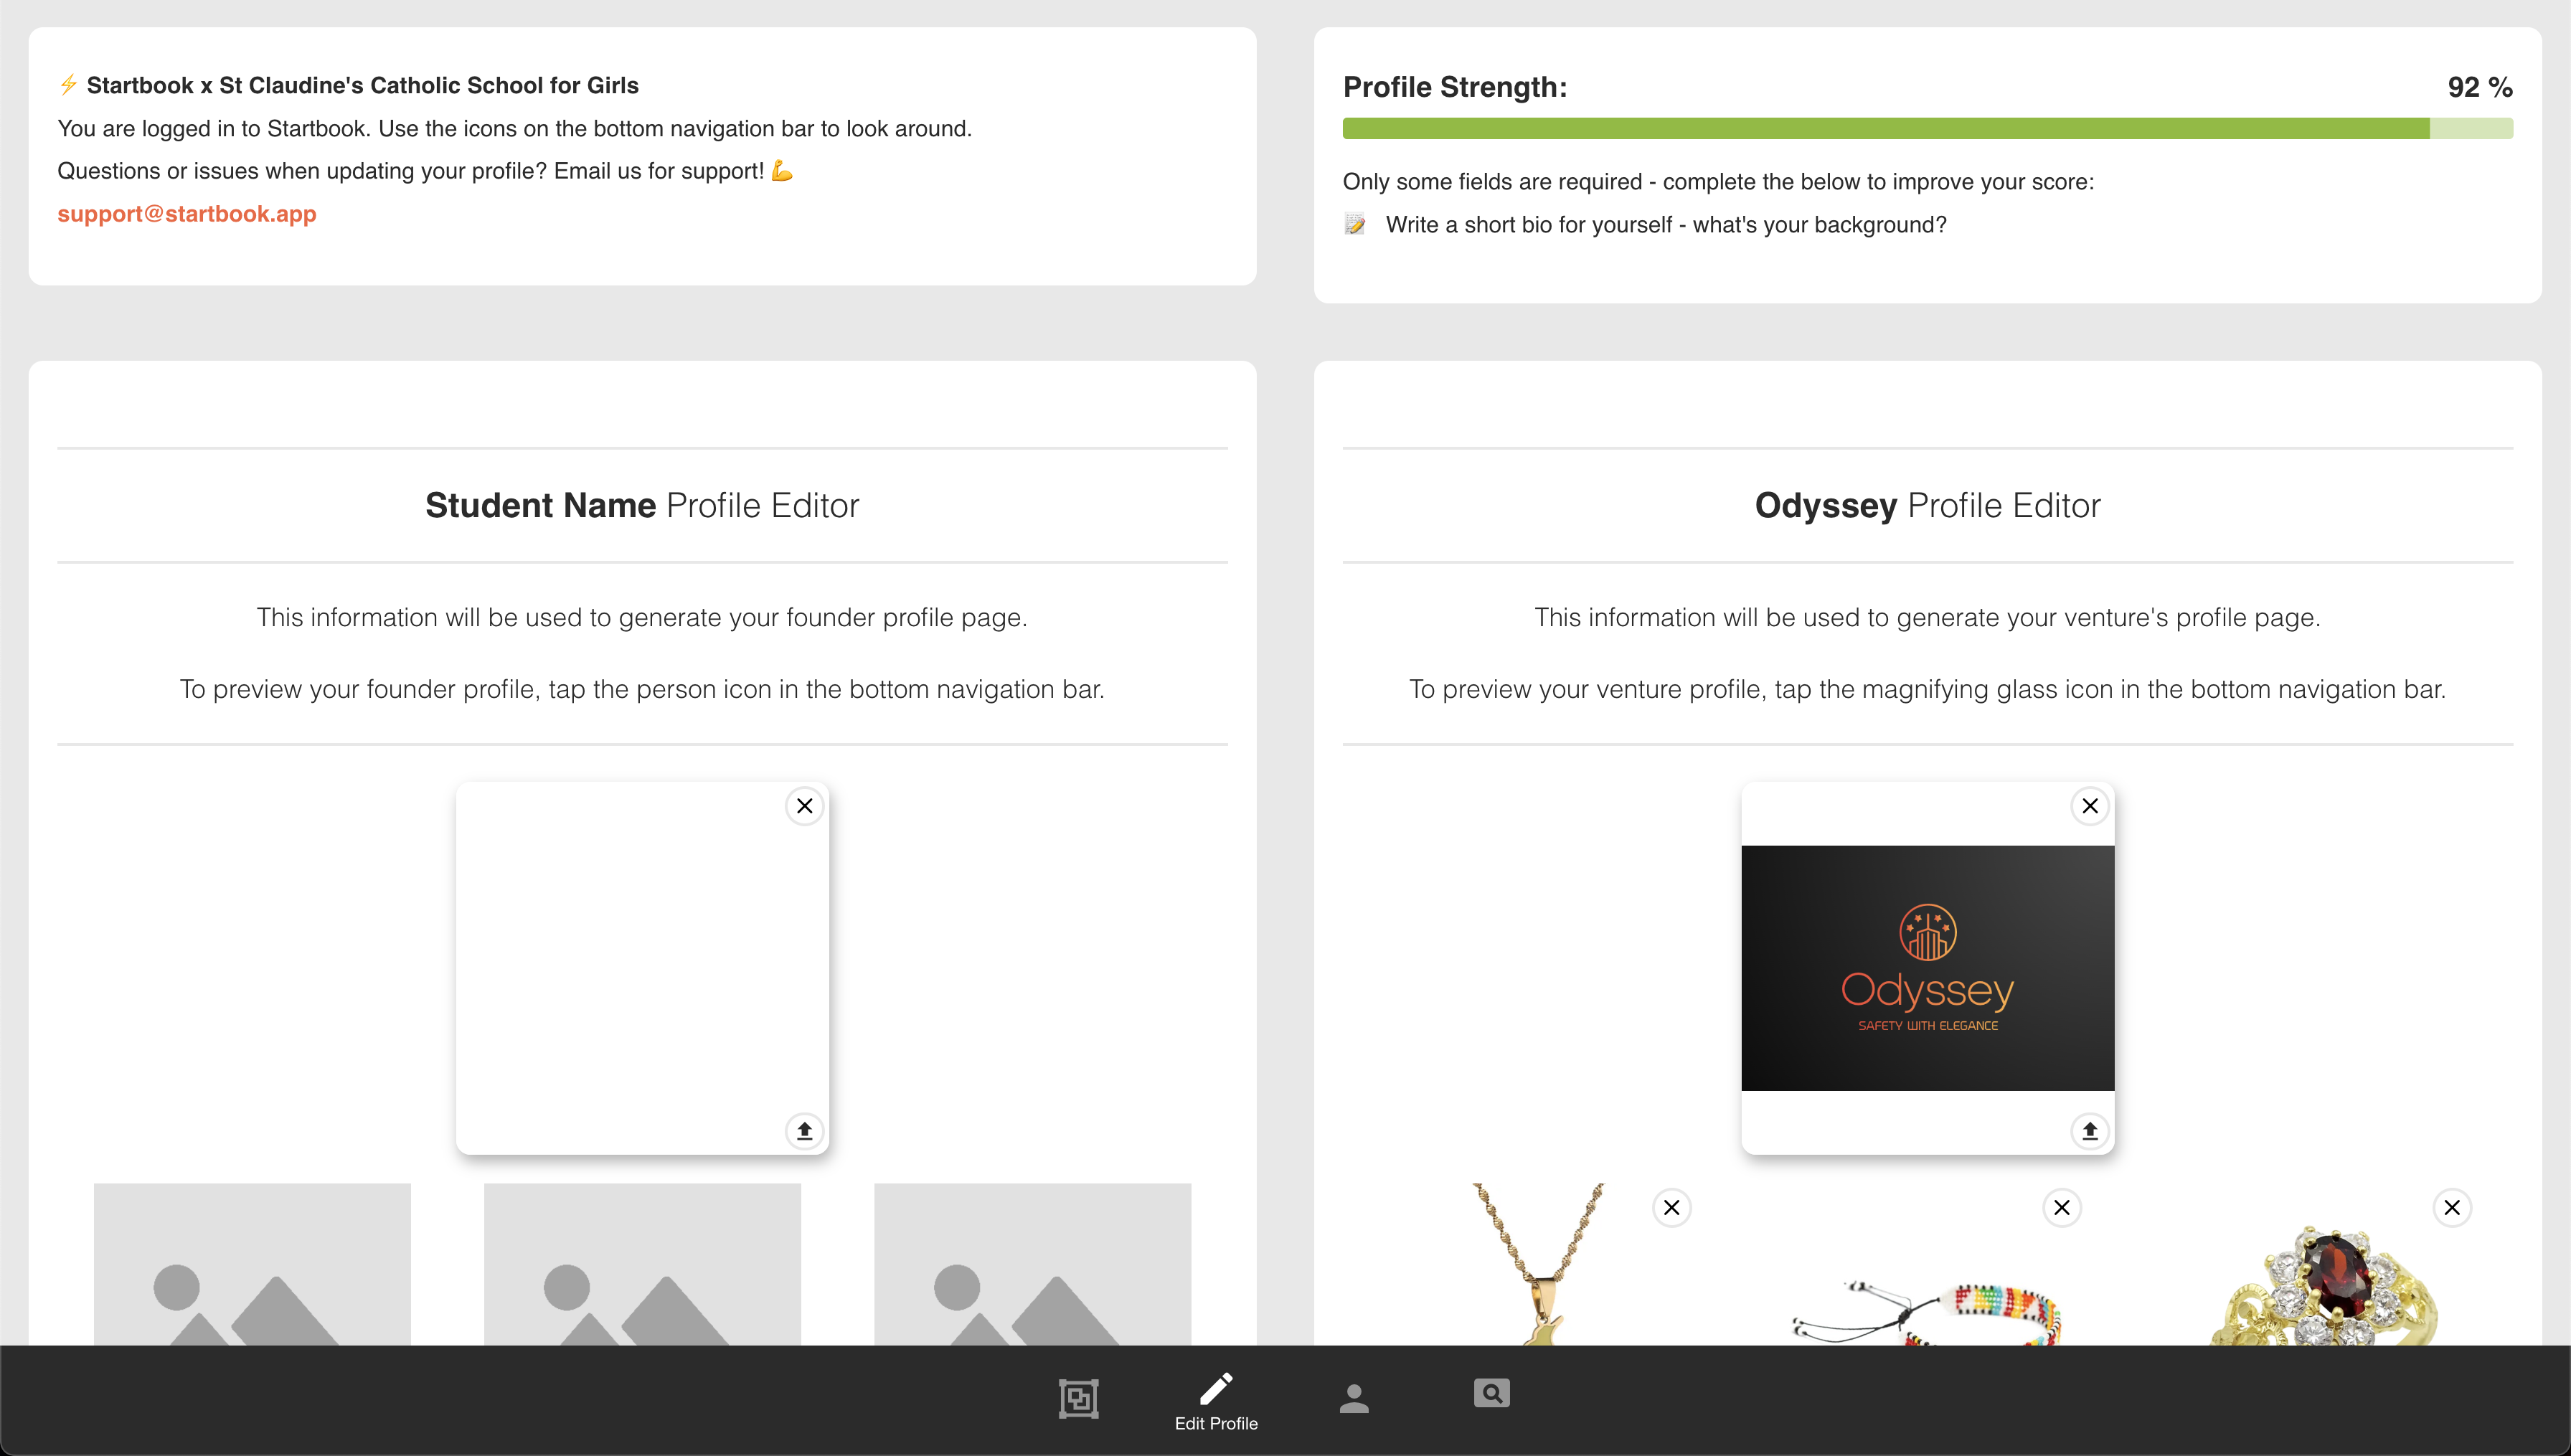 ⚡ Startbook x St Claudine's Catholic School for Girls
You are logged in to Startbook. Use the icons on the bottom navigation bar to look around.
Questions or issues when updating your profile? Email us for support! 💪
support@startbook.app
Profile Strength: 92 %
Only some fields are required - complete the below to improve your score:
📝 Write a short bio for yourself - what's your background?
Student Name Profile Editor
This information will be used to generate your founder profile page.
To preview your founder profile, tap the person icon in the bottom navigation bar.
Odyssey Profile Editor
This information will be used to generate your venture's profile page.
To preview your venture profile, tap the magnifying glass icon in the bottom navigation bar.
Odyssey
SAFETY WITH ELEGANCE
Edit Profile